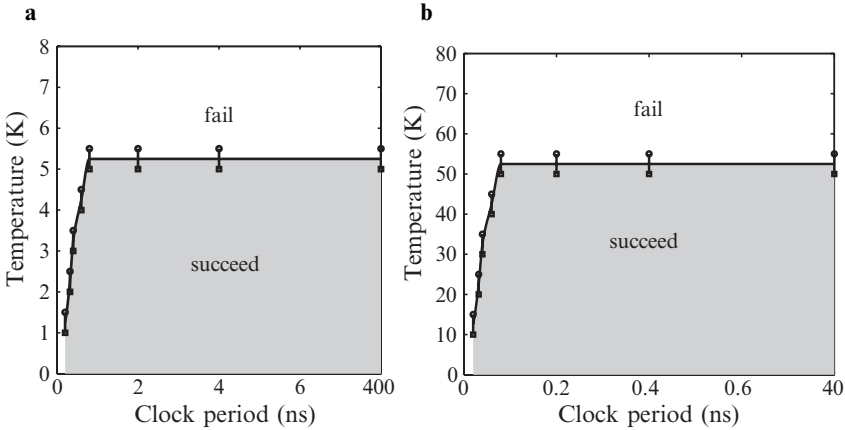 a
8
7
6
5
4
3
2
1
0
Temperature (K)
fail
succeed
0 2 4 6 400
Clock period (ns)
b
80
70
60
50
40
30
20
10
0
Temperature (K)
fail
succeed
0 0.2 0.4 0.6 40
Clock period (ns)